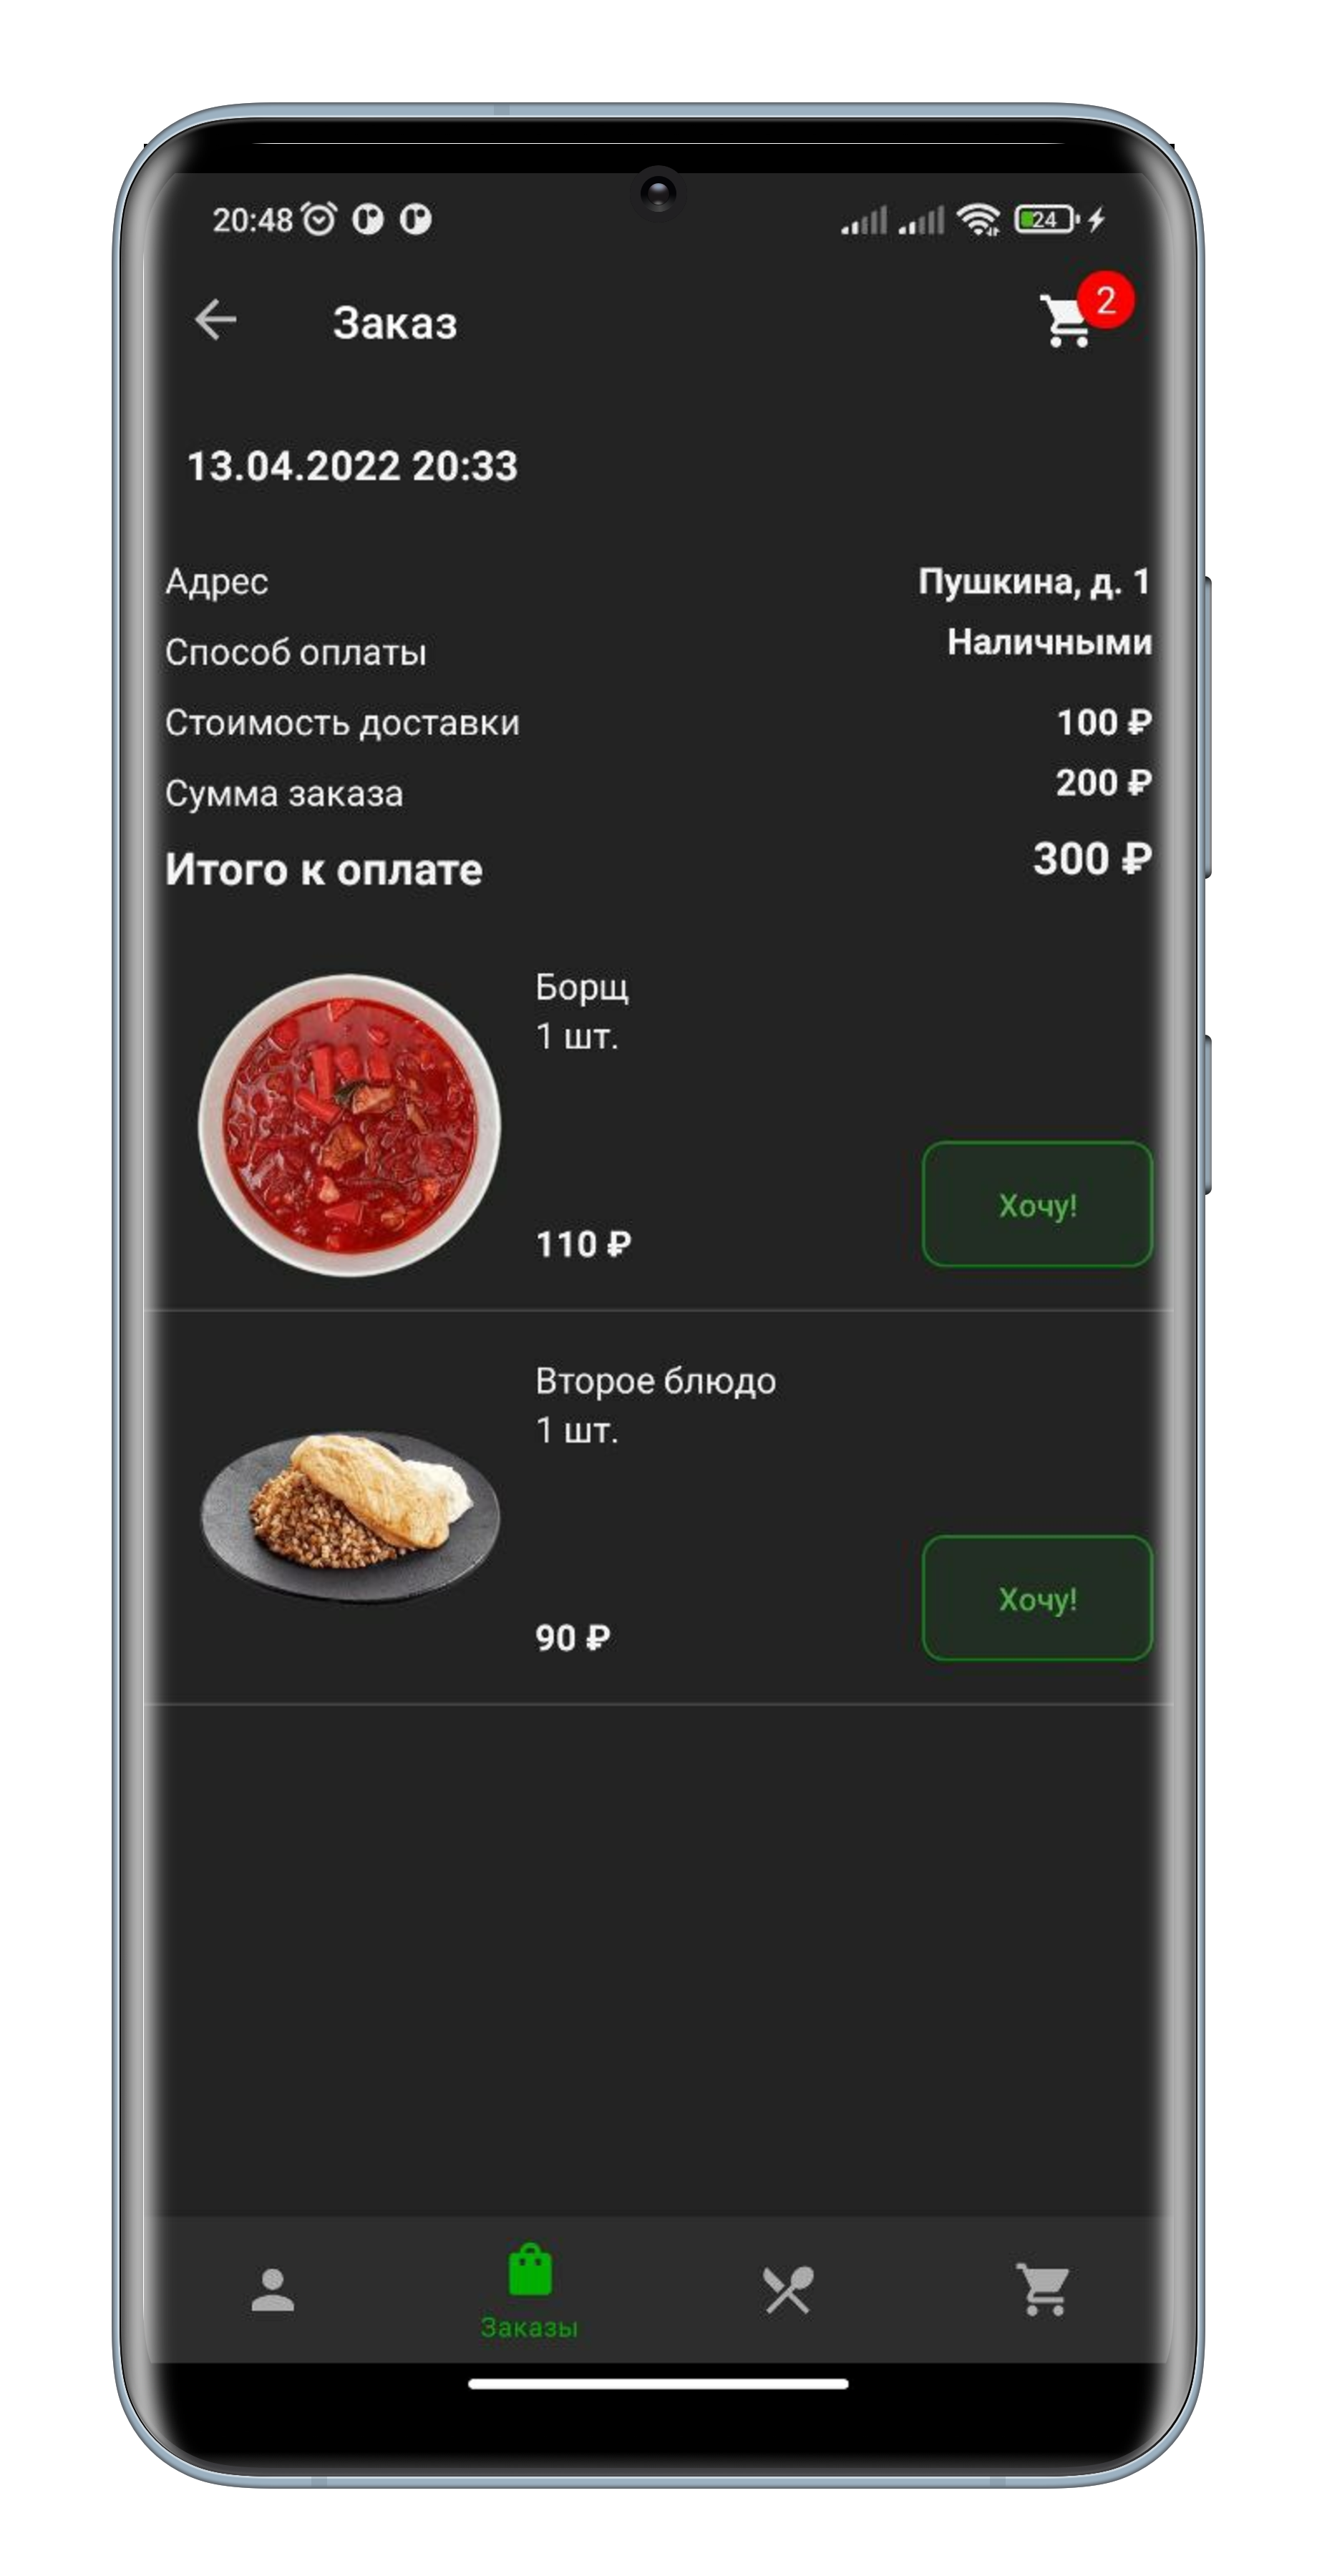 20:48
24
Заказ
2
13.04.2022 20:33
Адрес Пушкина, д. 1
Способ оплаты Наличными
Стоимость доставки 100 ₽
Сумма заказа 200 ₽
Итого к оплате 300 ₽
Борщ
1 шт.
Хочу!
110 ₽
Второе блюдо
1 шт.
Хочу!
90 ₽
Заказы